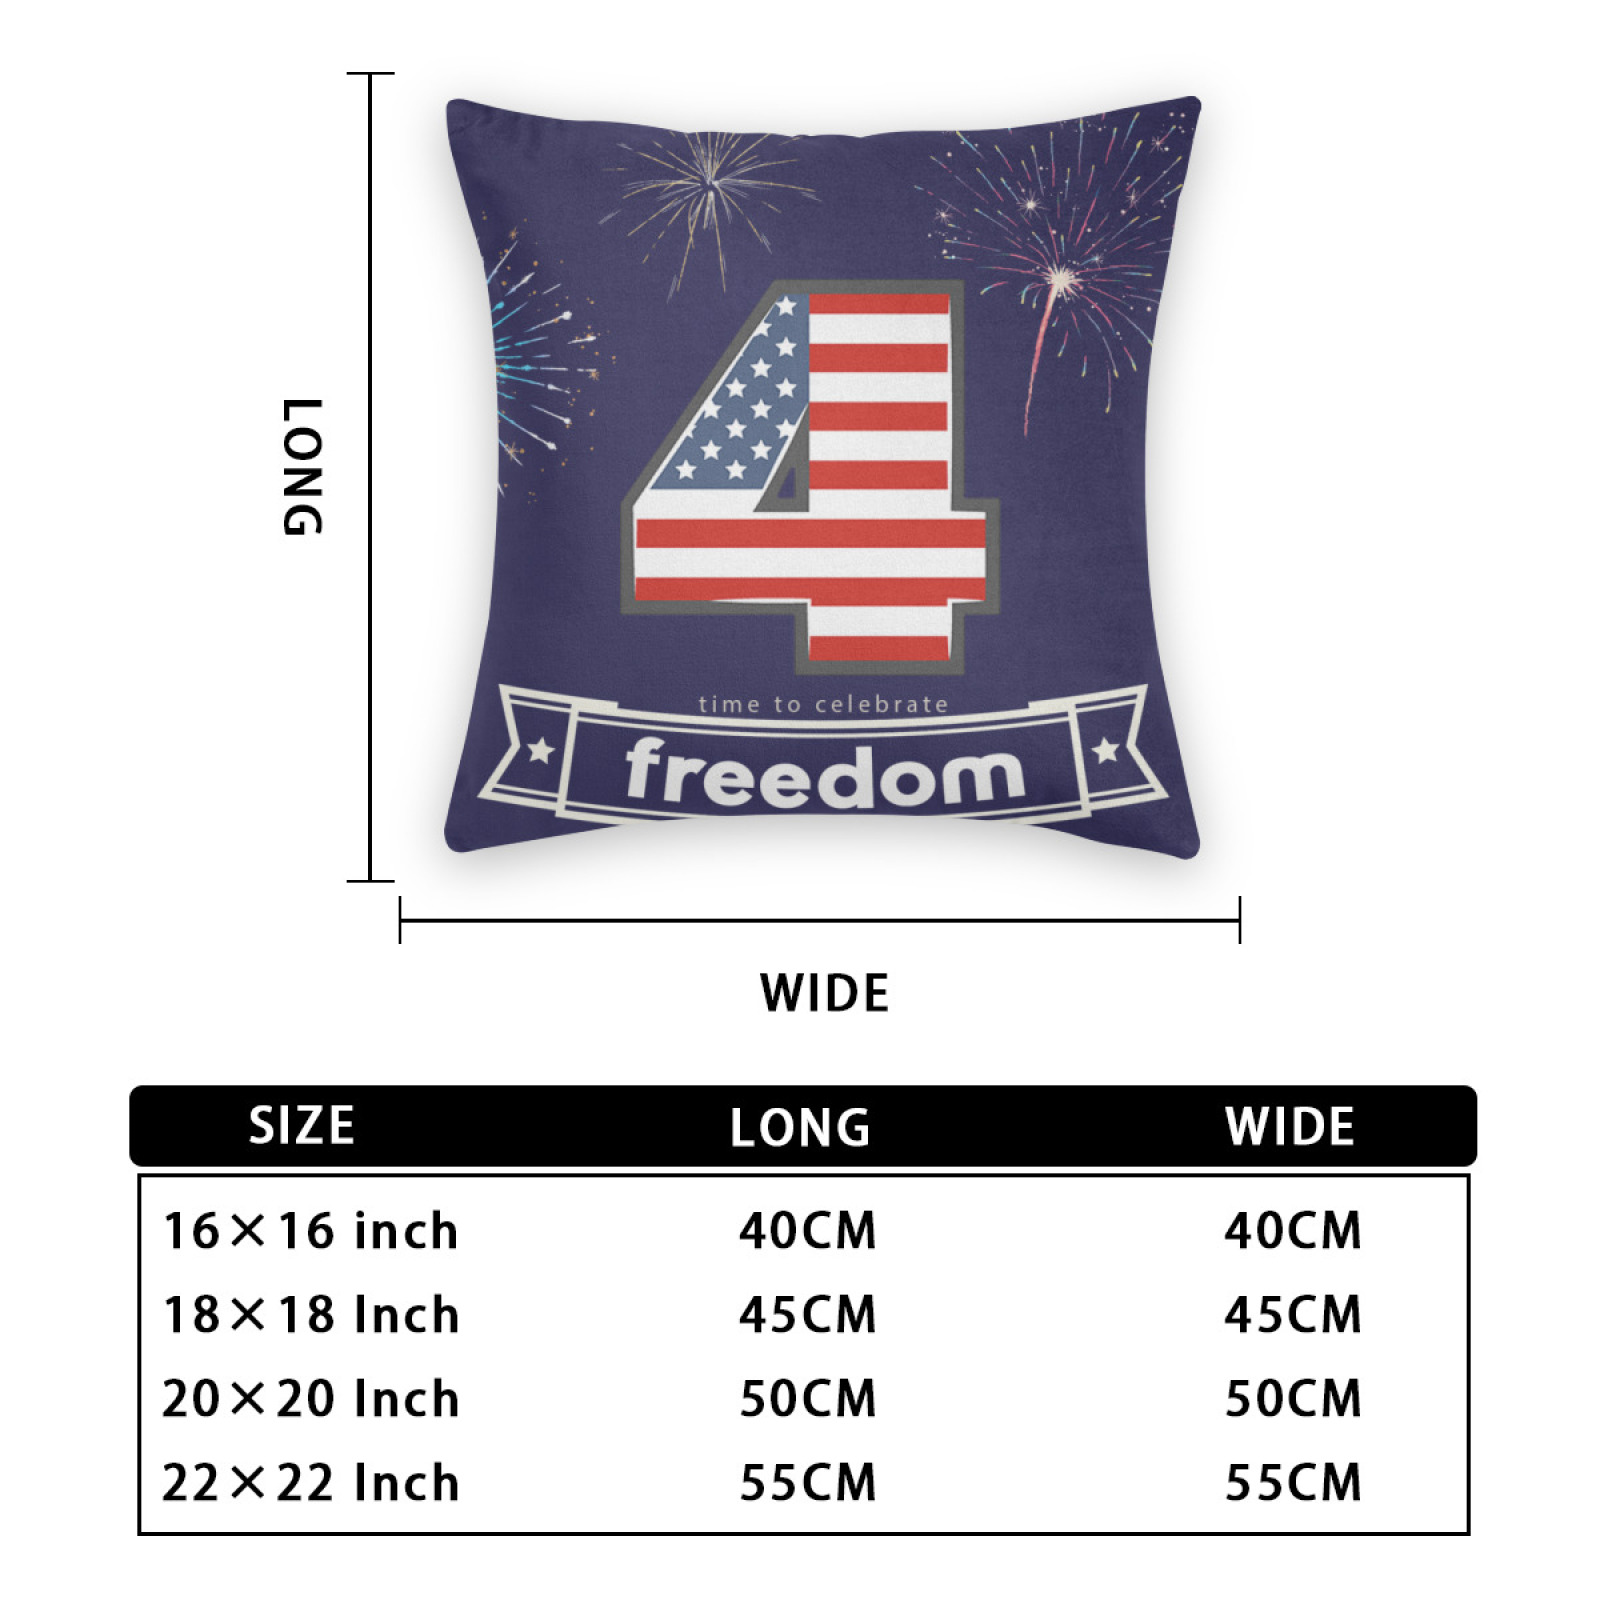 4
time to celebrate
freedom
LONG
WIDE
SIZE LONG WIDE
16×16 inch 40CM 40CM
18×18 Inch 45CM 45CM
20×20 Inch 50CM 50CM
22×22 Inch 55CM 55CM